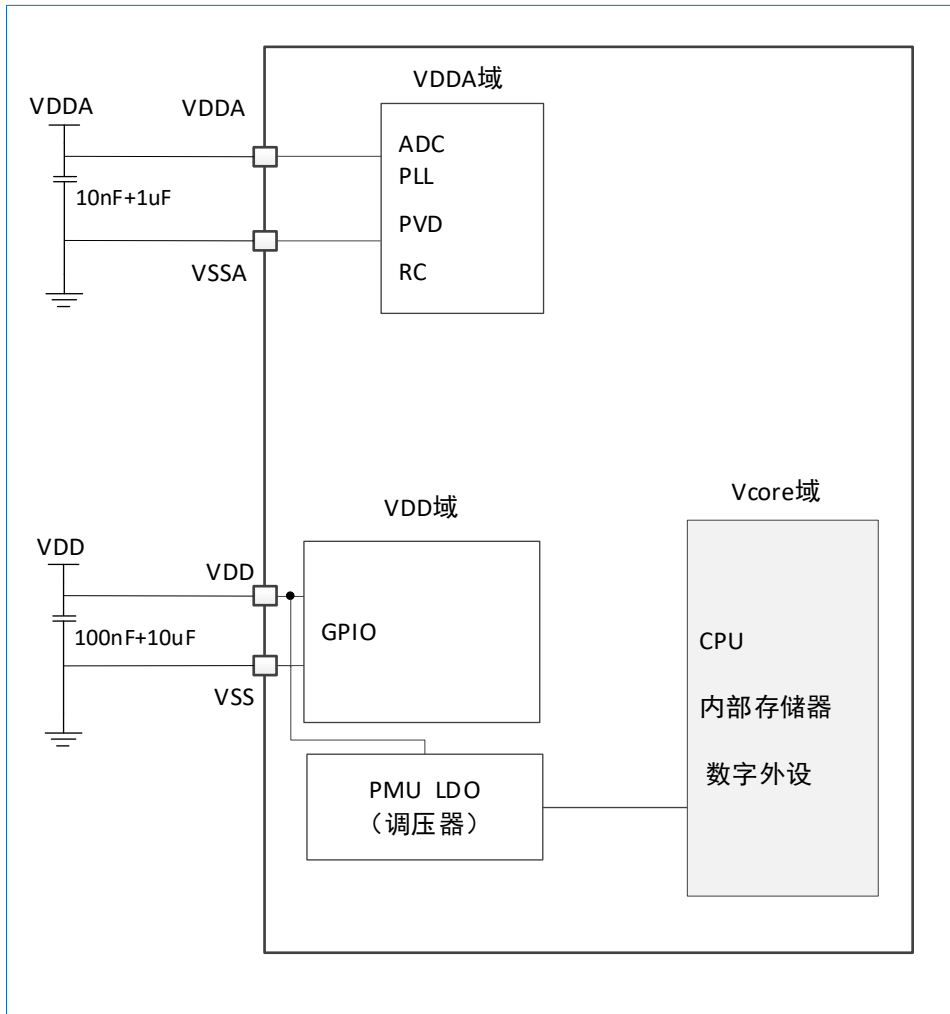 VDDA域
VDDA
VDDA
ADC
PLL
10nF+1uF
PVD
VSSA
RC
VDD域
Vcore域
VDD
VDD
GPIO
100nF+10uF
CPU
VSS
内部存储器
数字外设
PMU LDO
（调压器）